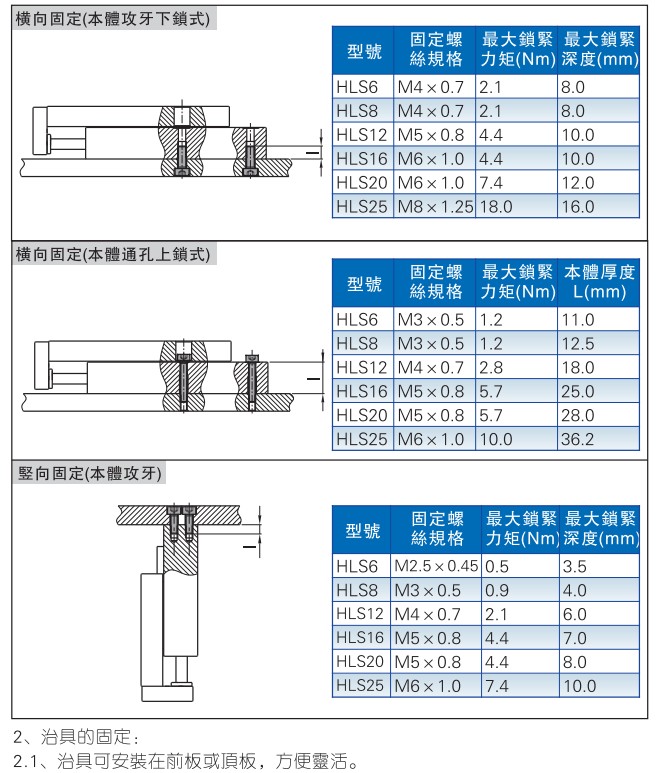 橫向固定(本體攻牙下鎖式)
型號 固定螺絲規格 最大鎖緊力矩(Nm) 最大鎖緊深度(mm)
HLS6 M4×0.7 2.1 8.0
HLS8 M4×0.7 2.1 8.0
HLS12 M5×0.8 4.4 10.0
HLS16 M6×1.0 4.4 10.0
HLS20 M6×1.0 7.4 12.0
HLS25 M8×1.25 18.0 16.0
l
橫向固定(本體通孔上鎖式)
型號 固定螺絲規格 最大鎖緊力矩(Nm) 本體厚度L(mm)
HLS6 M3×0.5 1.2 11.0
HLS8 M3×0.5 1.2 12.5
HLS12 M4×0.7 2.8 18.0
HLS16 M5×0.8 5.7 25.0
HLS20 M5×0.8 5.7 28.0
HLS25 M6×1.0 10.0 36.2
l
竪向固定(本體攻牙)
型號 固定螺絲規格 最大鎖緊力矩(Nm) 最大鎖緊深度(mm)
HLS6 M2.5×0.45 0.5 3.5
HLS8 M3×0.5 0.9 4.0
HLS12 M4×0.7 2.1 6.0
HLS16 M5×0.8 4.4 7.0
HLS20 M5×0.8 4.4 8.0
HLS25 M6×1.0 7.4 10.0
l
2、治具的固定：
2.1、治具可安裝在前板或頂板，方便靈活。